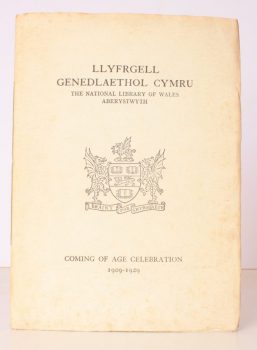 LLYFRGELL
GENEDLAETHOL CYMRU
THE NATIONAL LIBRARY OF WALES
ABERYSTWYTH
COMING OF AGE CELEBRATION
1909-1929